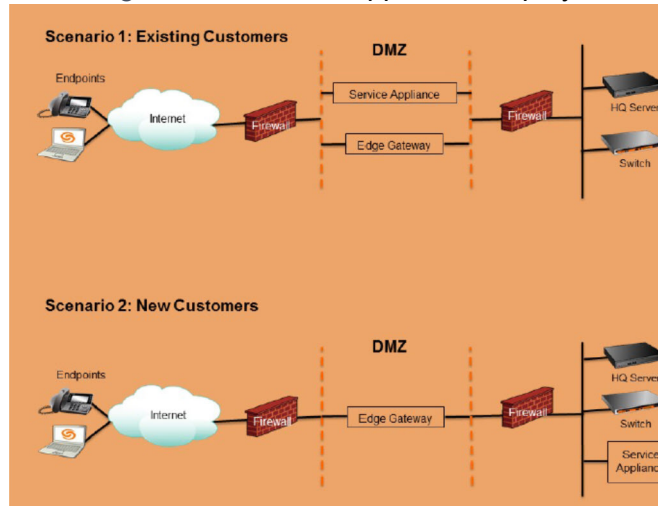 Scenario 1: Existing Customers
DMZ
Endpoints
Internet
Firewall
Service Appliance
Edge Gateway
Firewall
HQ Server
Switch
Scenario 2: New Customers
DMZ
Endpoints
Internet
Firewall
Edge Gateway
Firewall
HQ Server
Switch
Service
Applianc